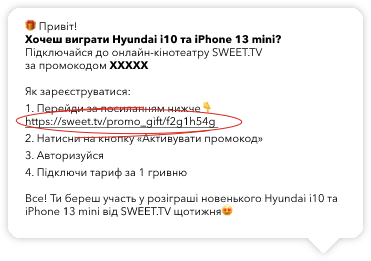 🎁 Привіт!
Хочеш виграти Hyundai i10 та iPhone 13 mini?
Підключайся до онлайн-кінотеатру SWEET.TV
за промокодом XXXXX
Як зареєструватися:
1. Перейди за посиланням нижче👇
https://sweet.tv/promo_gift/f2g1h54g
2. Натисни на кнопку «Активувати промокод»
3. Авторизуйся
4. Підключи тариф за 1 гривню
Все! Ти береш участь у розіграші новенького Hyundai i10 та
iPhone 13 mini від SWEET.TV щотижня😍